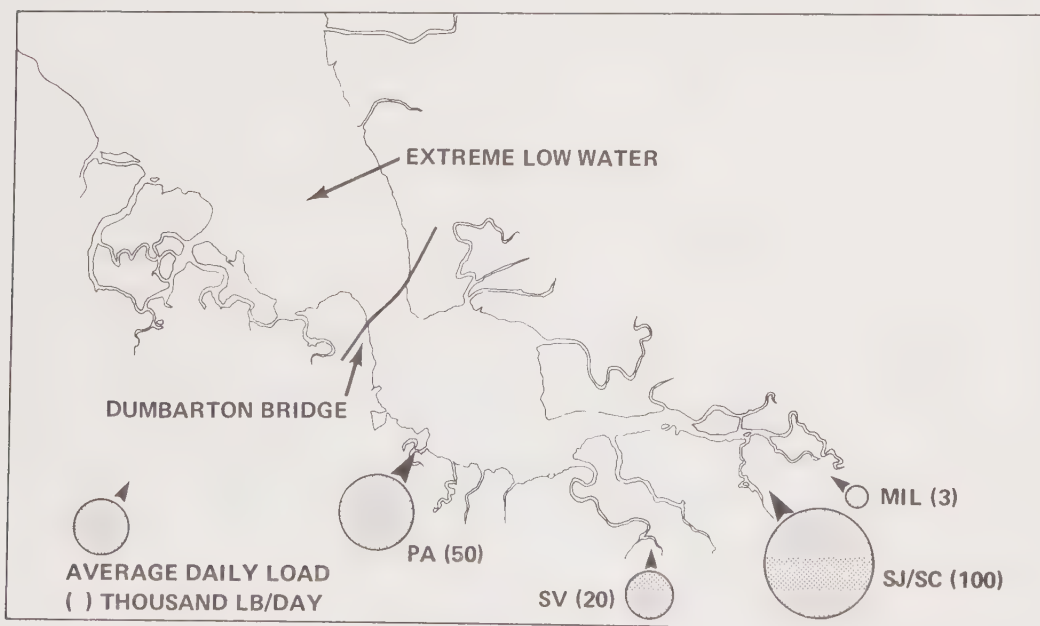 EXTREME LOW WATER
DUMBARTON BRIDGE
MIL (3)
PA (50)
SJ/SC (100)
SV (20)
AVERAGE DAILY LOAD
( ) THOUSAND LB/DAY